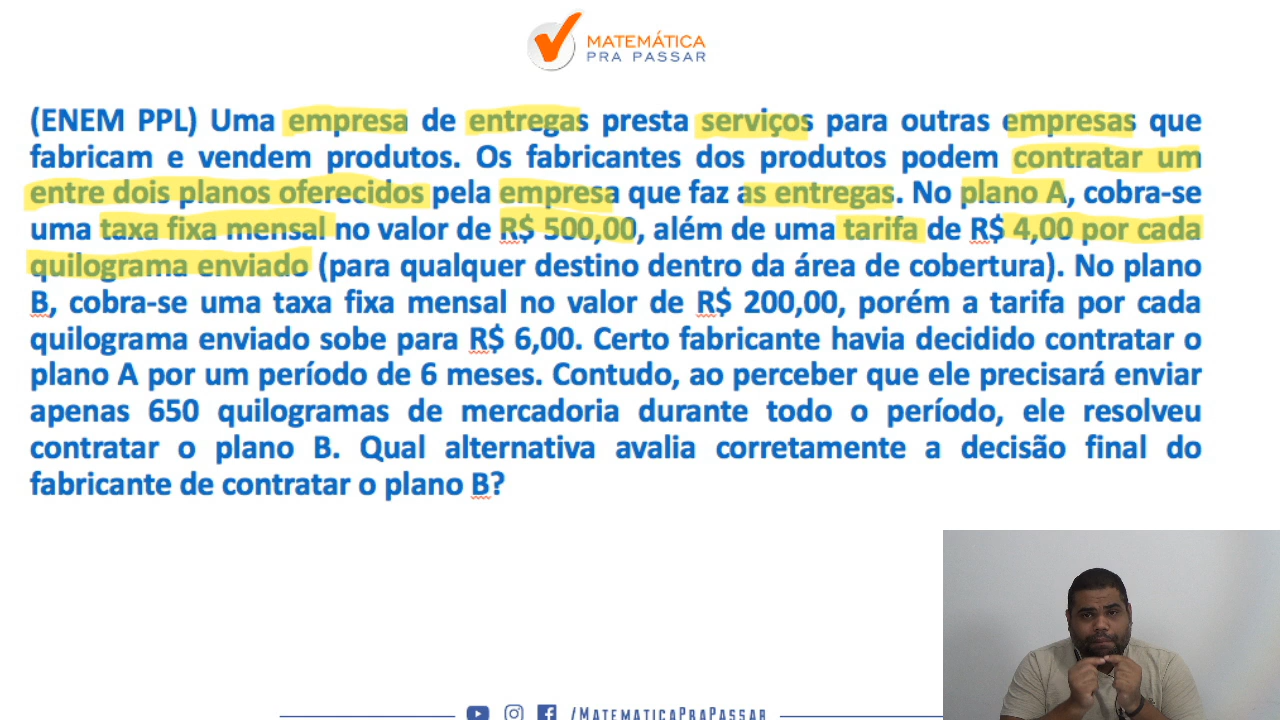 MATEMÁTICA
PRA PASSAR
(ENEM PPL) Uma empresa de entregas presta serviços para outras empresas que
fabricam e vendem produtos. Os fabricantes dos produtos podem contratar um
entre dois planos oferecidos pela empresa que faz as entregas. No plano A, cobra-se
uma taxa fixa mensal no valor de R$ 500,00, além de uma tarifa de R$ 4,00 por cada
quilograma enviado (para qualquer destino dentro da área de cobertura). No plano
B, cobra-se uma taxa fixa mensal no valor de R$ 200,00, porém a tarifa por cada
quilograma enviado sobe para R$ 6,00. Certo fabricante havia decidido contratar o
plano A por um período de 6 meses. Contudo, ao perceber que ele precisará enviar
apenas 650 quilogramas de mercadoria durante todo o período, ele resolveu
contratar o plano B. Qual alternativa avalia corretamente a decisão final do
fabricante de contratar o plano B?
/MATEMATICAPRAPASSAR